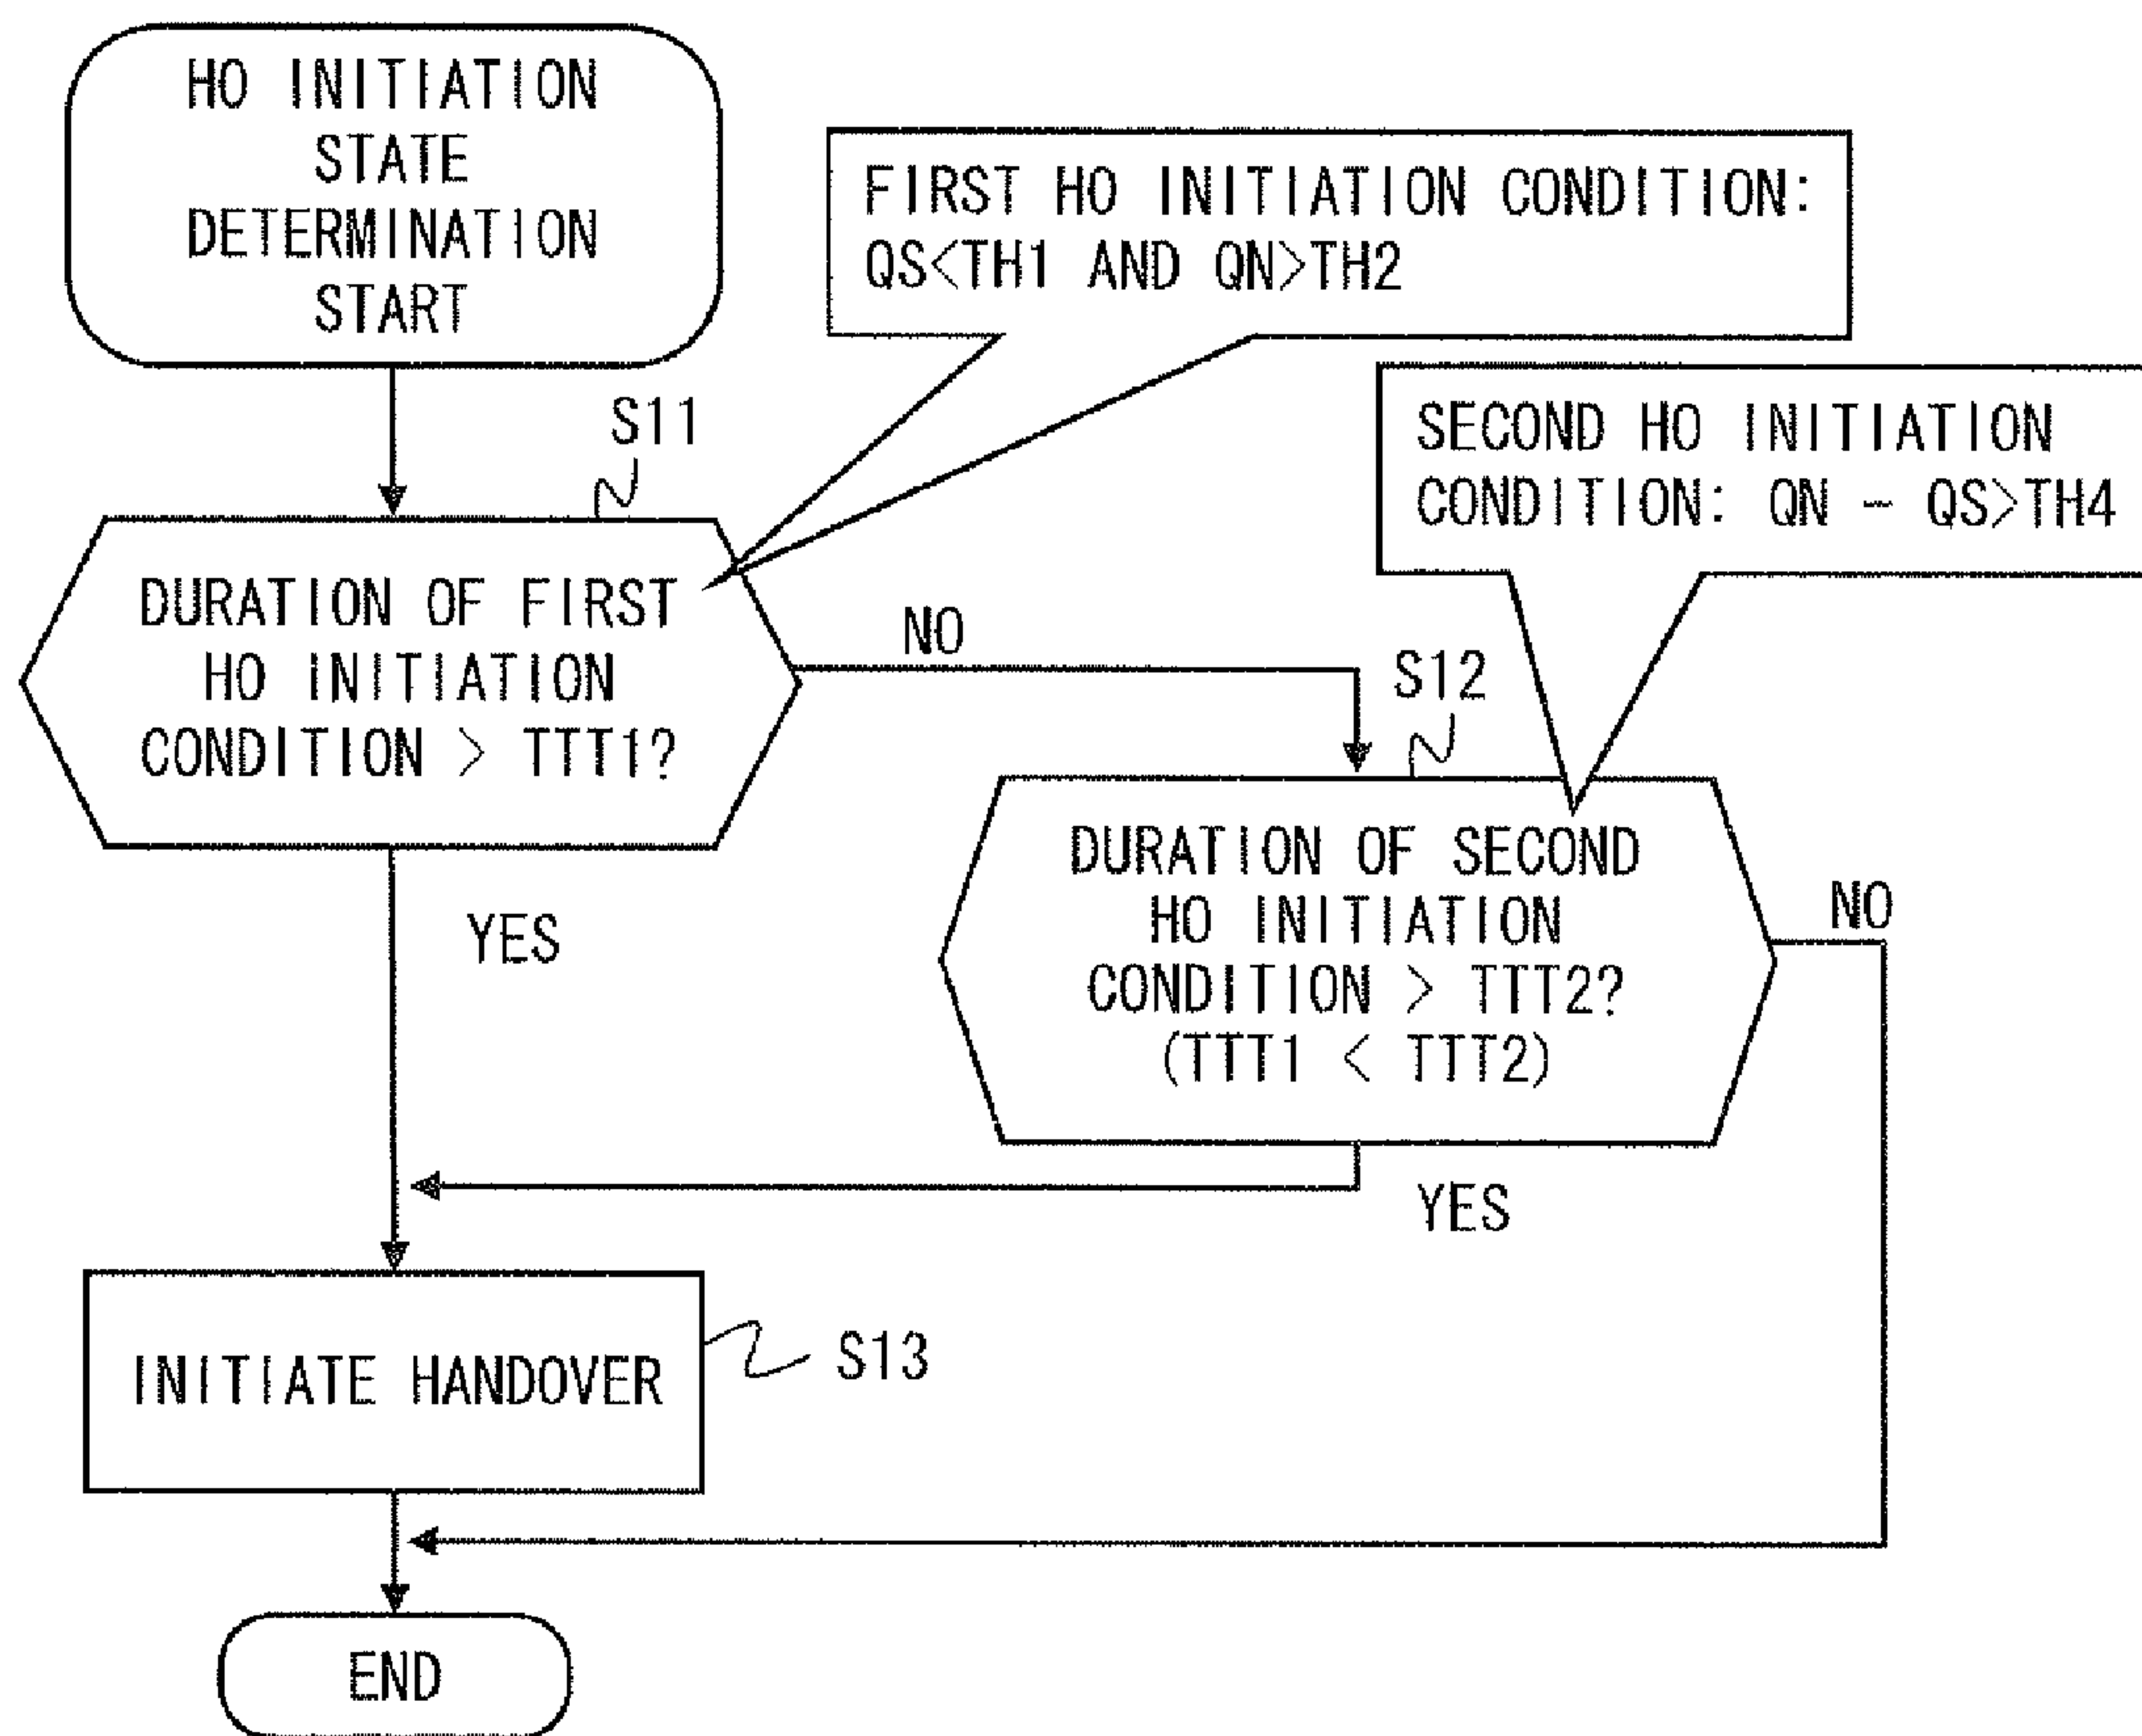 HO INITIATION
STATE
DETERMINATION
START
FIRST HO INITIATION CONDITION:
QS<TH1 AND QN>TH2
SECOND HO INITIATION
CONDITION: QN - QS>TH4
S11
DURATION OF FIRST
HO INITIATION
CONDITION > TTT1?
NO
S12
DURATION OF SECOND
HO INITIATION
CONDITION > TTT2?
(TTT1 < TTT2)
NO
YES
YES
INITIATE HANDOVER
S13
END